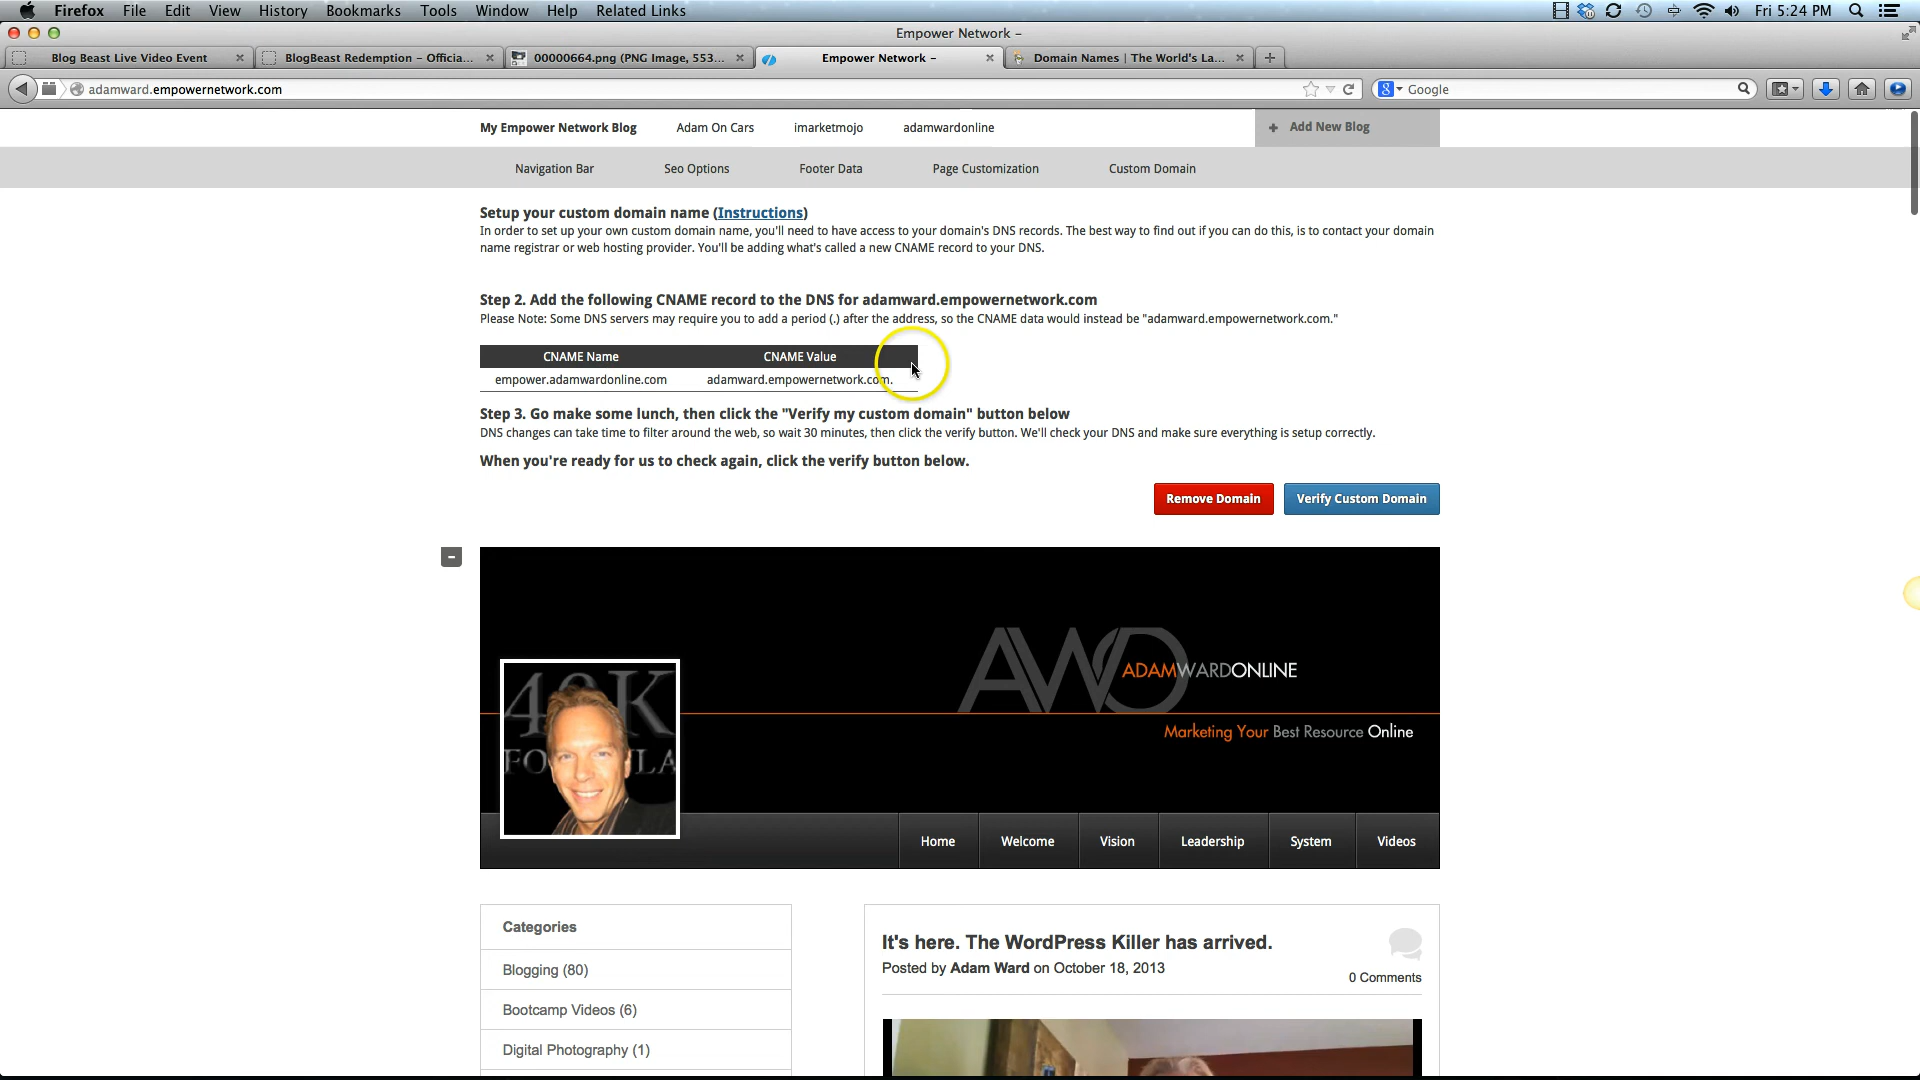 Firefox File Edit View History Bookmarks Tools Window Help Related Links Fri 5:24 PM
Empower Network –
Blog Beast Live Video Event BlogBeast Redemption – Officia... 00000664.png (PNG Image, 553... Empower Network – Domain Names | The World's La...
adamward.empowernetwork.com Google
My Empower Network Blog Adam On Cars imarketmojo adamwardonline + Add New Blog
Navigation Bar Seo Options Footer Data Page Customization Custom Domain
Setup your custom domain name (Instructions)
In order to set up your own custom domain name, you'll need to have access to your domain's DNS records. The best way to find out if you can do this, is to contact your domain
name registrar or web hosting provider. You'll be adding what's called a new CNAME record to your DNS.
Step 2. Add the following CNAME record to the DNS for adamward.empowernetwork.com
Please Note: Some DNS servers may require you to add a period (.) after the address, so the CNAME data would instead be "adamward.empowernetwork.com."
CNAME Name CNAME Value
empower.adamwardonline.com adamward.empowernetwork.com.
Step 3. Go make some lunch, then click the "Verify my custom domain" button below
DNS changes can take time to filter around the web, so wait 30 minutes, then click the verify button. We'll check your DNS and make sure everything is setup correctly.
When you're ready for us to check again, click the verify button below.
Remove Domain Verify Custom Domain
AWO ADAMWARDONLINE
Marketing Your Best Resource Online
Home Welcome Vision Leadership System Videos
Categories
Blogging (80)
Bootcamp Videos (6)
Digital Photography (1)
It's here. The WordPress Killer has arrived.
Posted by Adam Ward on October 18, 2013
0 Comments